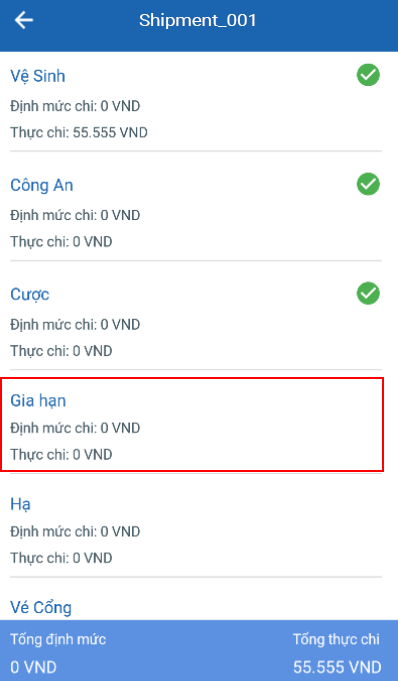 Shipment_001
Vệ Sinh
Định mức chi: 0 VND
Thực chi: 55.555 VND
Công An
Định mức chi: 0 VND
Thực chi: 0 VND
Cược
Định mức chi: 0 VND
Thực chi: 0 VND
Gia hạn
Định mức chi: 0 VND
Thực chi: 0 VND
Hạ
Định mức chi: 0 VND
Thực chi: 0 VND
Vé Cổng
Tổng định mức Tổng thực chi
0 VND 55.555 VND